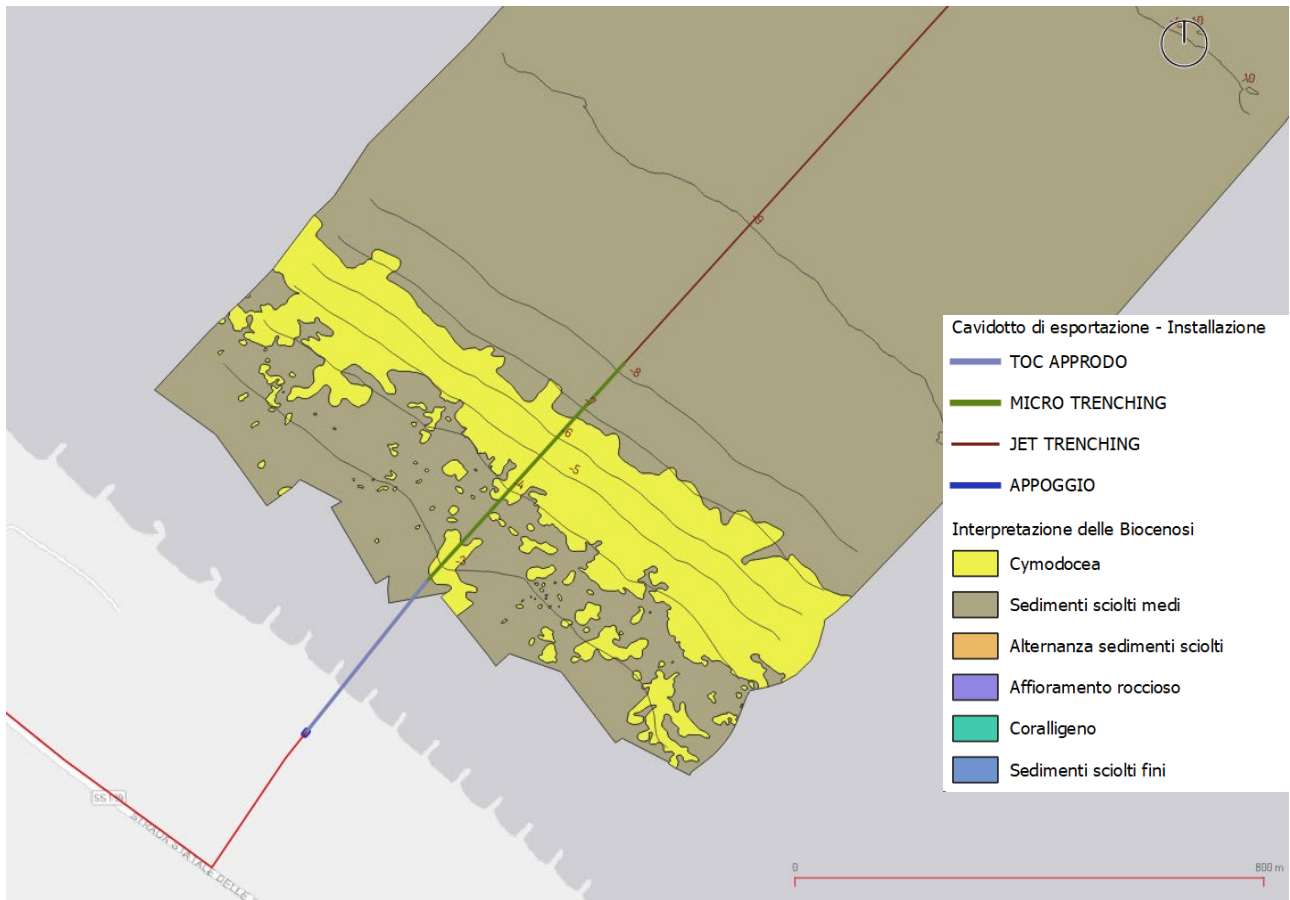 -10
-9
Cavidotto di esportazione - Installazione
TOC APPRODO
MICRO TRENCHING
JET TRENCHING
APPOGGIO
Interpretazione delle Biocenosi
Cymodocea
Sedimenti sciolti medi
Alternanza sedimenti sciolti
Affioramento roccioso
Coralligeno
Sedimenti sciolti fini
-8
-7
-6
-5
-4
-3
STRADA STATALE DELLE
0
800 m